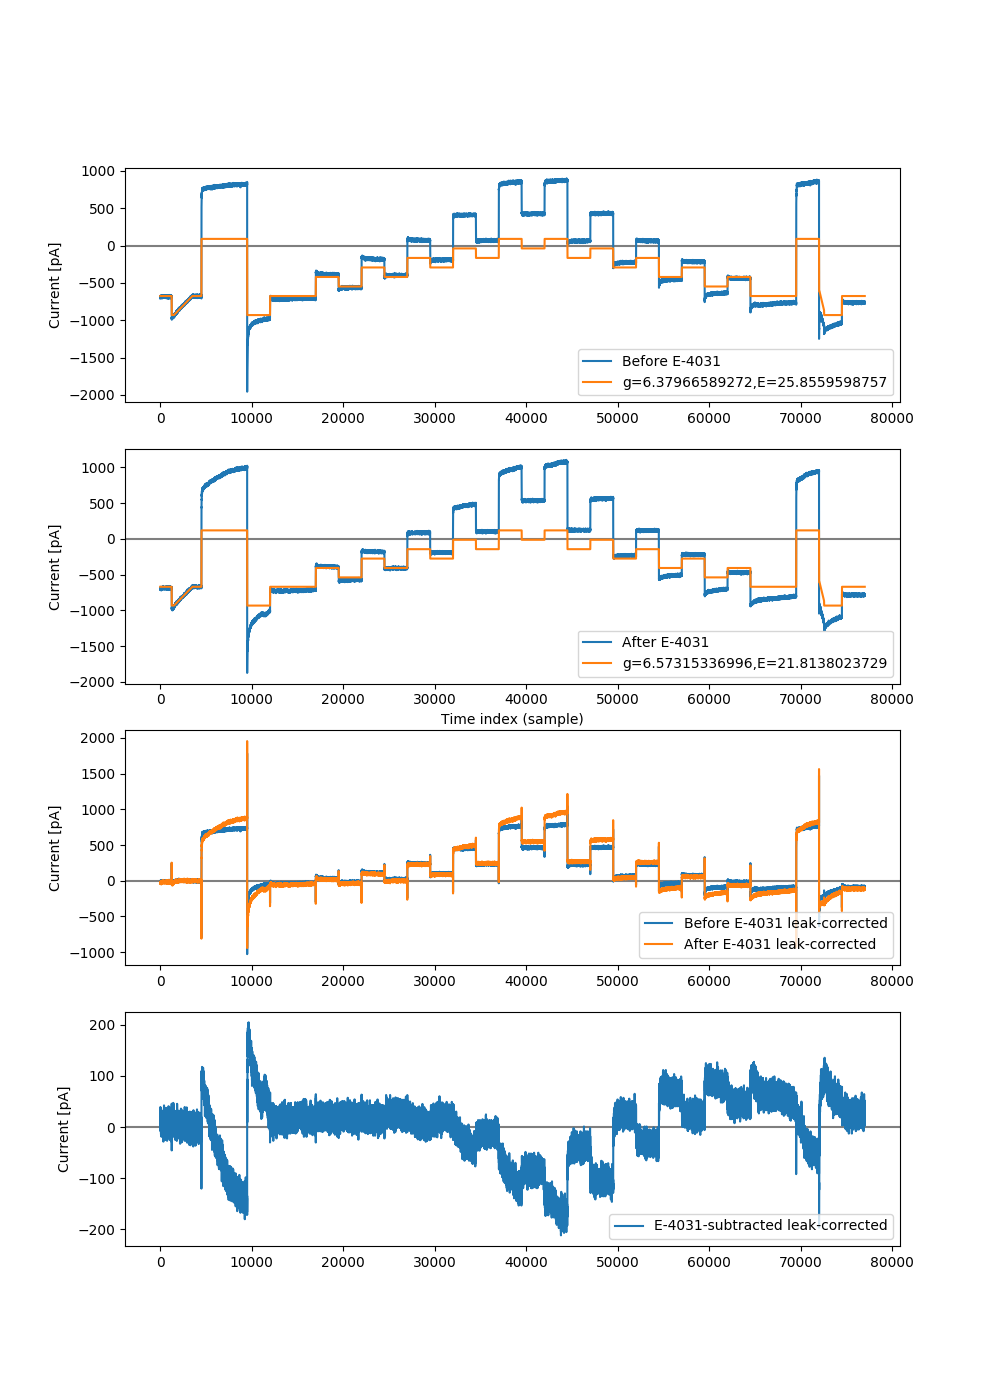 1000
500
0
−500
−1000
−1500
−2000
Current [pA]
Before E-4031
g=6.37966589272,E=25.8559598757
0 10000 20000 30000 40000 50000 60000 70000 80000
1000
500
0
−500
−1000
−1500
−2000
Current [pA]
After E-4031
g=6.57315336996,E=21.8138023729
0 10000 20000 30000 40000 50000 60000 70000 80000
Time index (sample)
2000
1500
1000
500
0
−500
−1000
Current [pA]
Before E-4031 leak-corrected
After E-4031 leak-corrected
0 10000 20000 30000 40000 50000 60000 70000 80000
200
100
0
−100
−200
Current [pA]
E-4031-subtracted leak-corrected
0 10000 20000 30000 40000 50000 60000 70000 80000